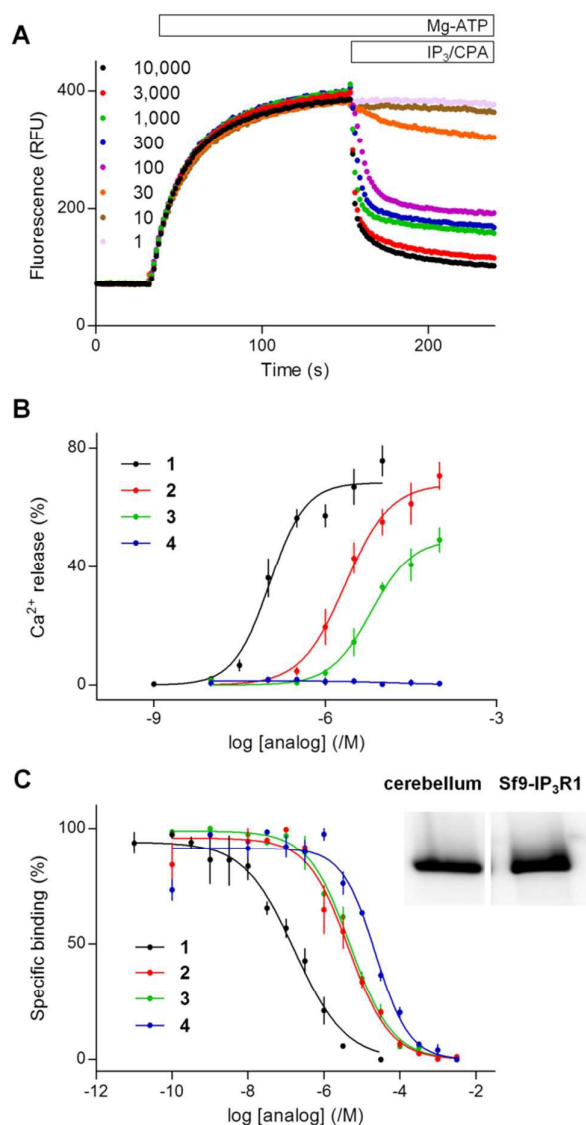 A
Mg-ATP
IP₃/CPA
Fluorescence (RFU)
400
200
0
10,000
3,000
1,000
300
100
30
10
1
0
100
200
Time (s)
B
Ca²⁺ release (%)
80
40
0
1
2
3
4
-9
-6
-3
log [analog] (/M)
C
cerebellum
Sf9-IP₃R1
Specific binding (%)
100
50
0
1
2
3
4
-12
-10
-8
-6
-4
-2
log [analog] (/M)